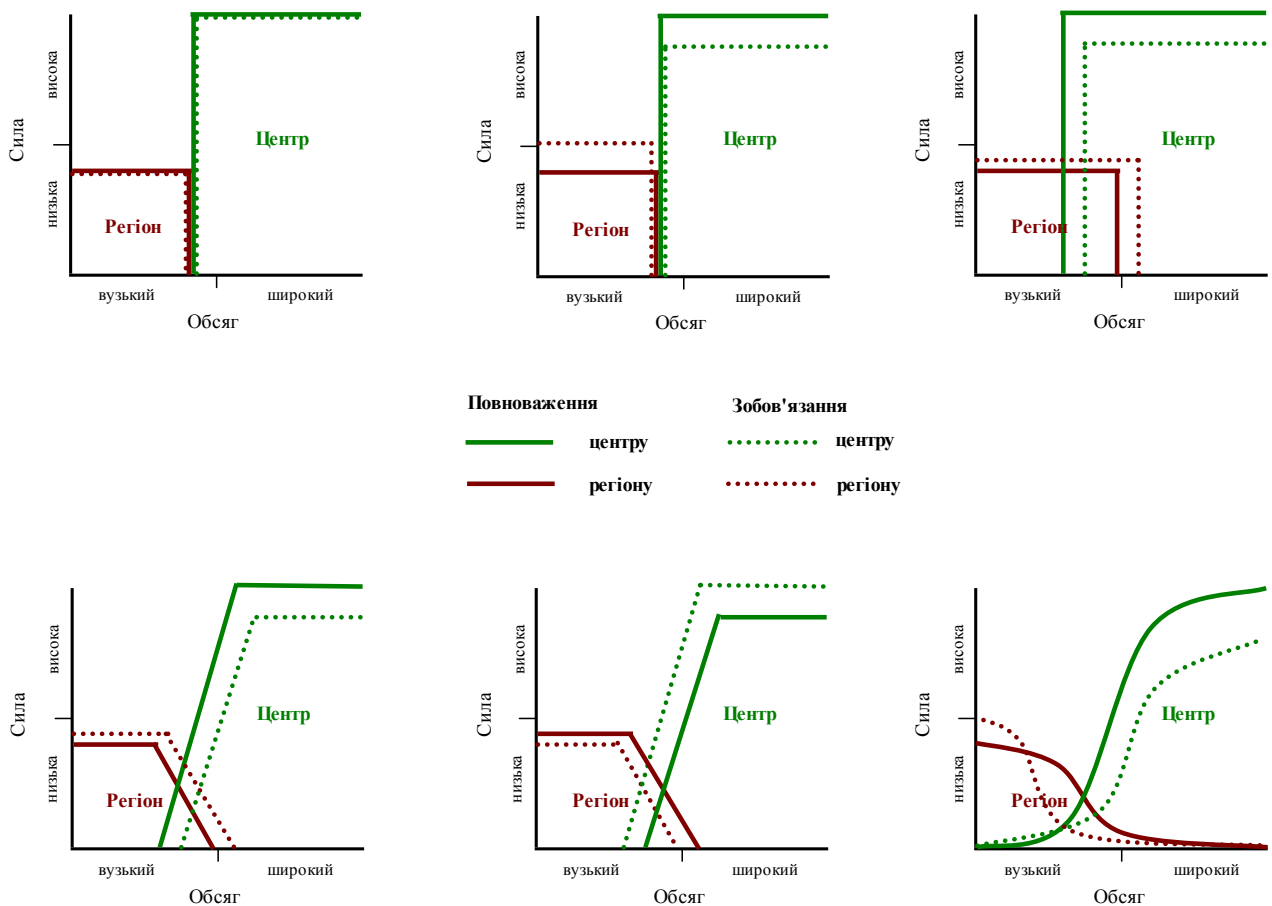 висока
Сила
низька
Центр
Регіон
вузький
широкий
Обсяг
висока
Сила
низька
Центр
Регіон
вузький
широкий
Обсяг
висока
Сила
низька
Центр
Регіон
вузький
широкий
Обсяг
Повноваження
Зобов'язання
центру
центру
регіону
регіону
висока
Сила
низька
Центр
Регіон
вузький
широкий
Обсяг
висока
Сила
низька
Центр
Регіон
вузький
широкий
Обсяг
висока
Сила
низька
Центр
Регіон
вузький
широкий
Обсяг